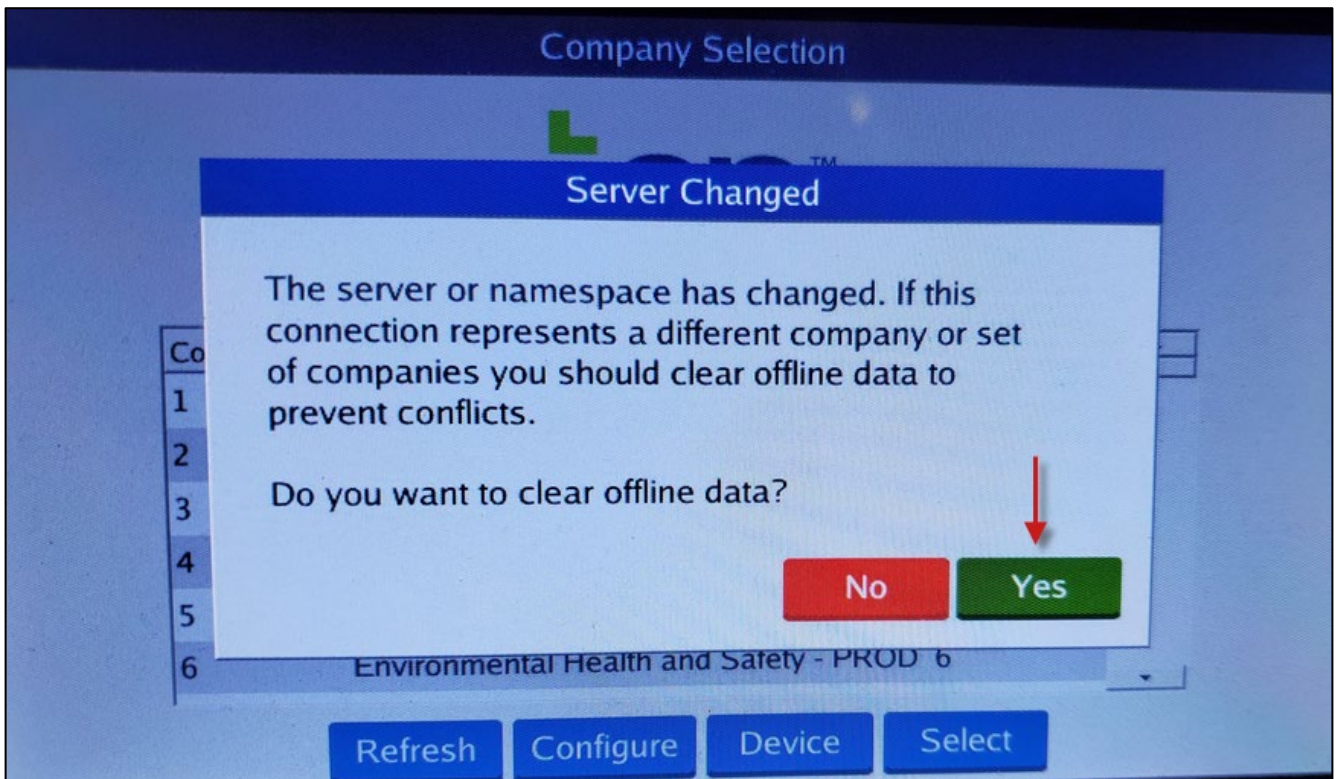 Company Selection
TM
Server Changed
The server or namespace has changed. If this
connection represents a different company or set
of companies you should clear offline data to
prevent conflicts.
Do you want to clear offline data?
No
Yes
Co
1
2
3
4
5
6 Environmental Health and Safety - PROD 6
Refresh
Configure
Device
Select